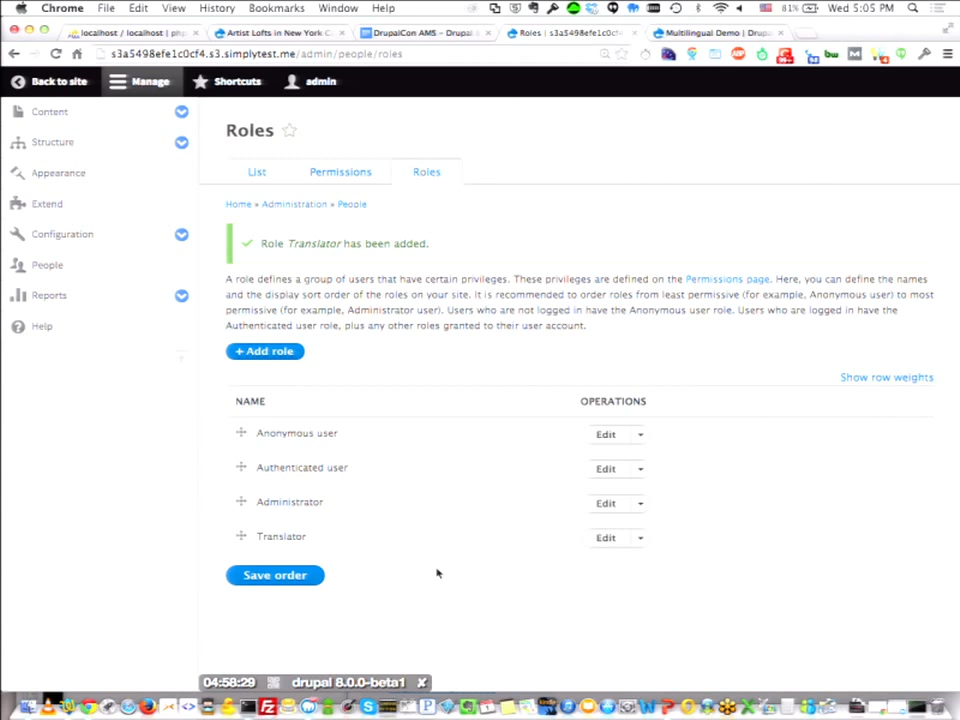 Chrome File Edit View History Bookmarks Window Help 81% Wed 5:05 PM
localhost / localhost | php Artist Lofts in New York C DrupalCon AMS – Drupal Roles | s3a5498efe1c0cf4.s Multilingual Demo | Drupa
s3a5498efe1c0cf4.s3.simplytest.me/admin/people/roles
Back to site Manage Shortcuts admin
Content
Structure
Appearance
Extend
Configuration
People
Reports
Help
Roles
List Permissions Roles
Home » Administration » People
Role Translator has been added.
A role defines a group of users that have certain privileges. These privileges are defined on the Permissions page. Here, you can define the names
and the display sort order of the roles on your site. It is recommended to order roles from least permissive (for example, Anonymous user) to most
permissive (for example, Administrator user). Users who are not logged in have the Anonymous user role. Users who are logged in have the
Authenticated user role, plus any other roles granted to their user account.
+ Add role
Show row weights
NAME OPERATIONS
Anonymous user Edit
Authenticated user Edit
Administrator Edit
Translator Edit
Save order
04:58:29 drupal 8.0.0-beta1 ✘